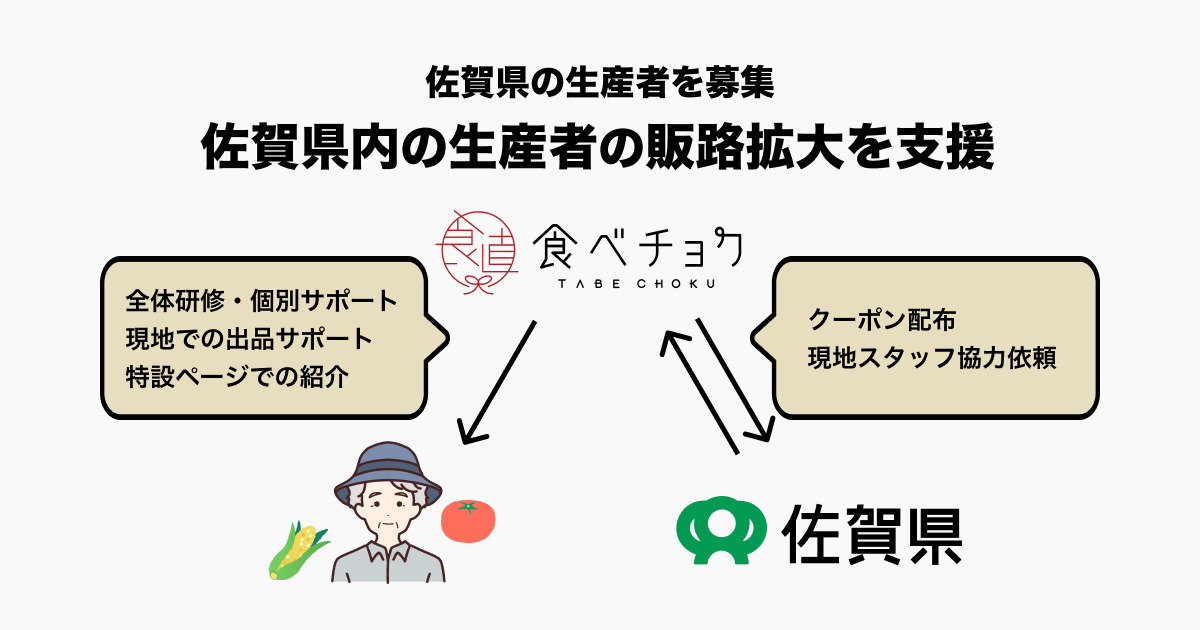 佐賀県の生産者を募集
佐賀県内の生産者の販路拡大を支援
食直
食べチョク
TABE CHOKU
全体研修・個別サポート
現地での出品サポート
特設ページでの紹介
クーポン配布
現地スタッフ協力依頼
佐賀県